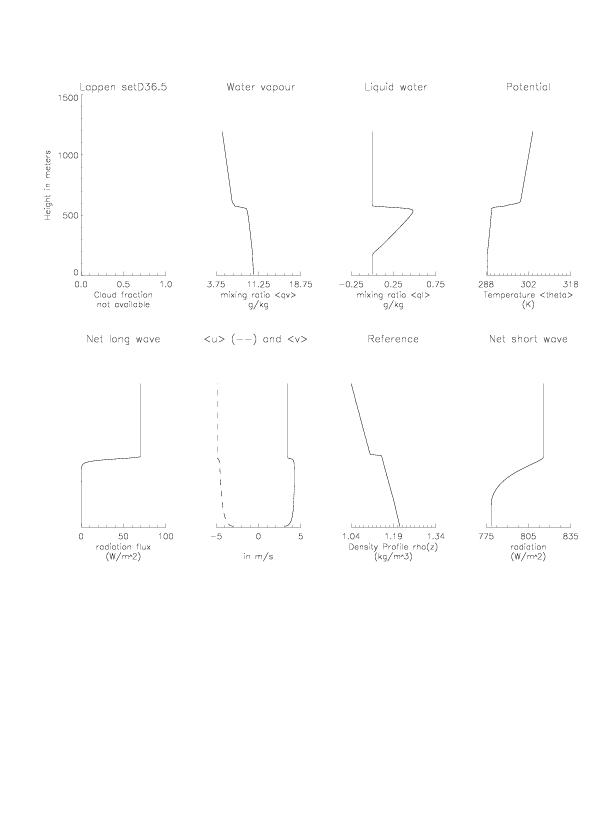 Lappen setD36.5
Water vapour
Liquid water
Potential
1500
1000
500
0
Height in meters
0.0 0.5 1.0
Cloud fraction
not available
3.75 11.25 18.75
mixing ratio <qv>
g/kg
-0.25 0.25 0.75
mixing ratio <ql>
g/kg
288 302 318
Temperature <theta>
(K)
Net long wave
<u> (--) and <v>
Reference
Net short wave
0 50 100
radiation flux
(W/m^2)
-5 0 5
in m/s
1.04 1.19 1.34
Density Profile rho(z)
(kg/m^3)
775 805 835
radiation
(W/m^2)